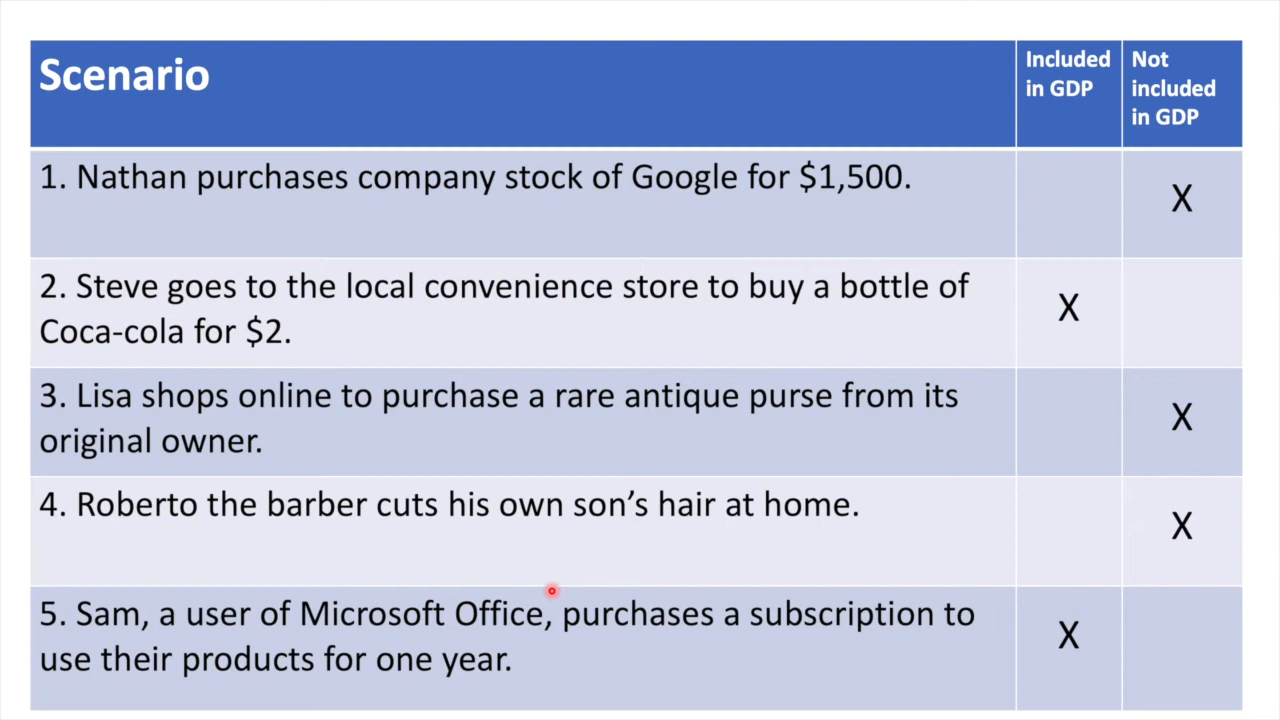 Scenario
Included
in GDP
Not
included
in GDP
1. Nathan purchases company stock of Google for $1,500.
X
2. Steve goes to the local convenience store to buy a bottle of
Coca-cola for $2.
X
3. Lisa shops online to purchase a rare antique purse from its
original owner.
X
4. Roberto the barber cuts his own son’s hair at home.
X
5. Sam, a user of Microsoft Office, purchases a subscription to
use their products for one year.
X